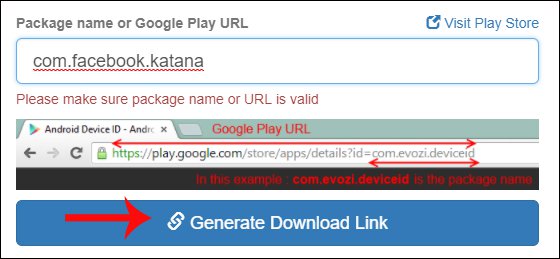 Package name or Google Play URL
Visit Play Store
com.facebook.katana
Please make sure package name or URL is valid
Android Device ID - Andro
Google Play URL
https://play.google.com/store/apps/details?id=com.evozi.deviceid
In this example : com.evozi.deviceid is the package name
Generate Download Link